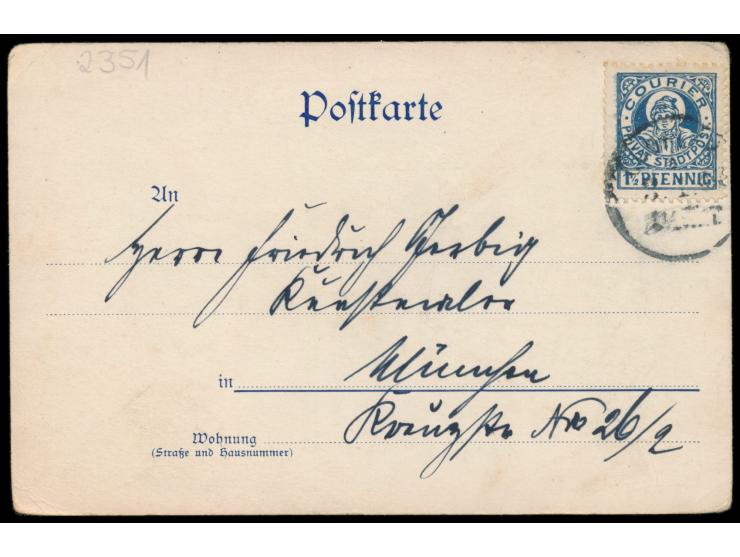 2351
Postkarte
COURIER
PRIVAT STADTPOST.
1½ PFENNIG
An
Herrn Friedrich Gerbig
Kunstmaler
in München
Wohnung
(Straße und Hausnummer)
Kreuzstr No 26/2